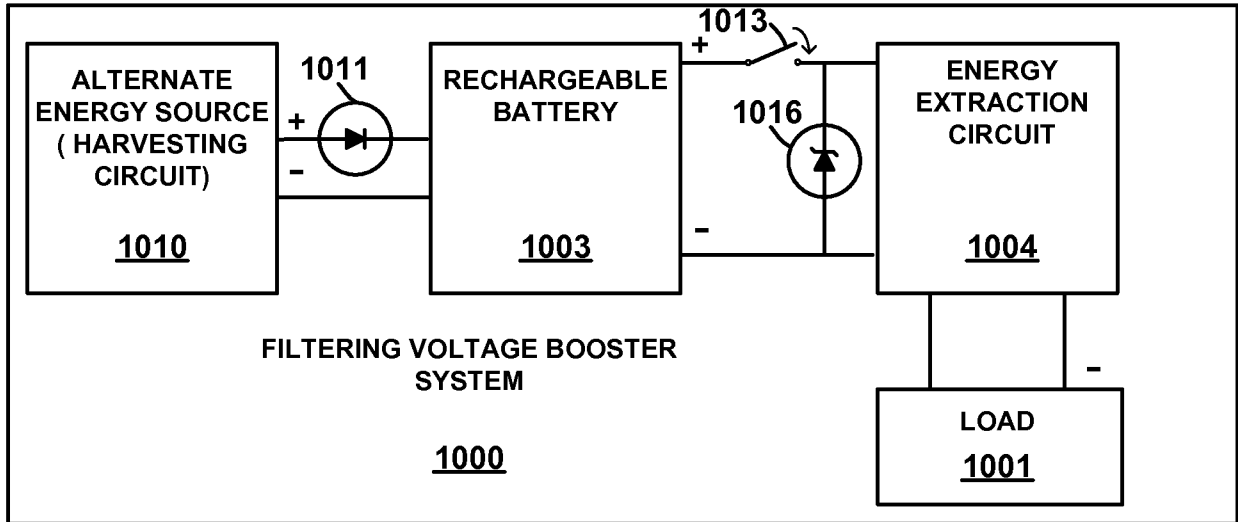 ALTERNATE
ENERGY SOURCE
( HARVESTING
CIRCUIT)
1010
+
-
1011
RECHARGEABLE
BATTERY
1003
+
-
1013
1016
ENERGY
EXTRACTION
CIRCUIT
1004
-
LOAD
1001
FILTERING VOLTAGE BOOSTER
SYSTEM
1000